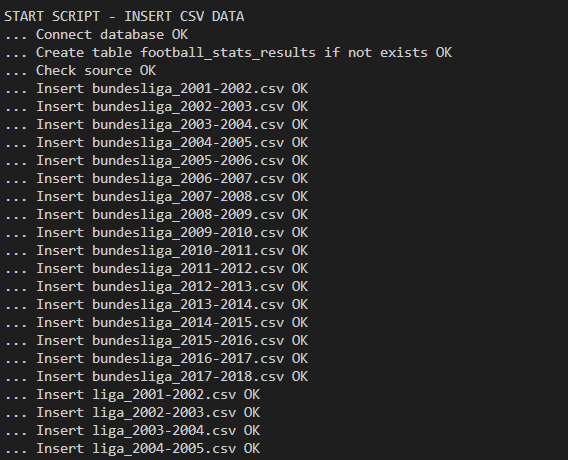 START SCRIPT - INSERT CSV DATA
... Connect database OK
... Create table football_stats_results if not exists OK
... Check source OK
... Insert bundesliga_2001-2002.csv OK
... Insert bundesliga_2002-2003.csv OK
... Insert bundesliga_2003-2004.csv OK
... Insert bundesliga_2004-2005.csv OK
... Insert bundesliga_2005-2006.csv OK
... Insert bundesliga_2006-2007.csv OK
... Insert bundesliga_2007-2008.csv OK
... Insert bundesliga_2008-2009.csv OK
... Insert bundesliga_2009-2010.csv OK
... Insert bundesliga_2010-2011.csv OK
... Insert bundesliga_2011-2012.csv OK
... Insert bundesliga_2012-2013.csv OK
... Insert bundesliga_2013-2014.csv OK
... Insert bundesliga_2014-2015.csv OK
... Insert bundesliga_2015-2016.csv OK
... Insert bundesliga_2016-2017.csv OK
... Insert bundesliga_2017-2018.csv OK
... Insert liga_2001-2002.csv OK
... Insert liga_2002-2003.csv OK
... Insert liga_2003-2004.csv OK
... Insert liga_2004-2005.csv OK